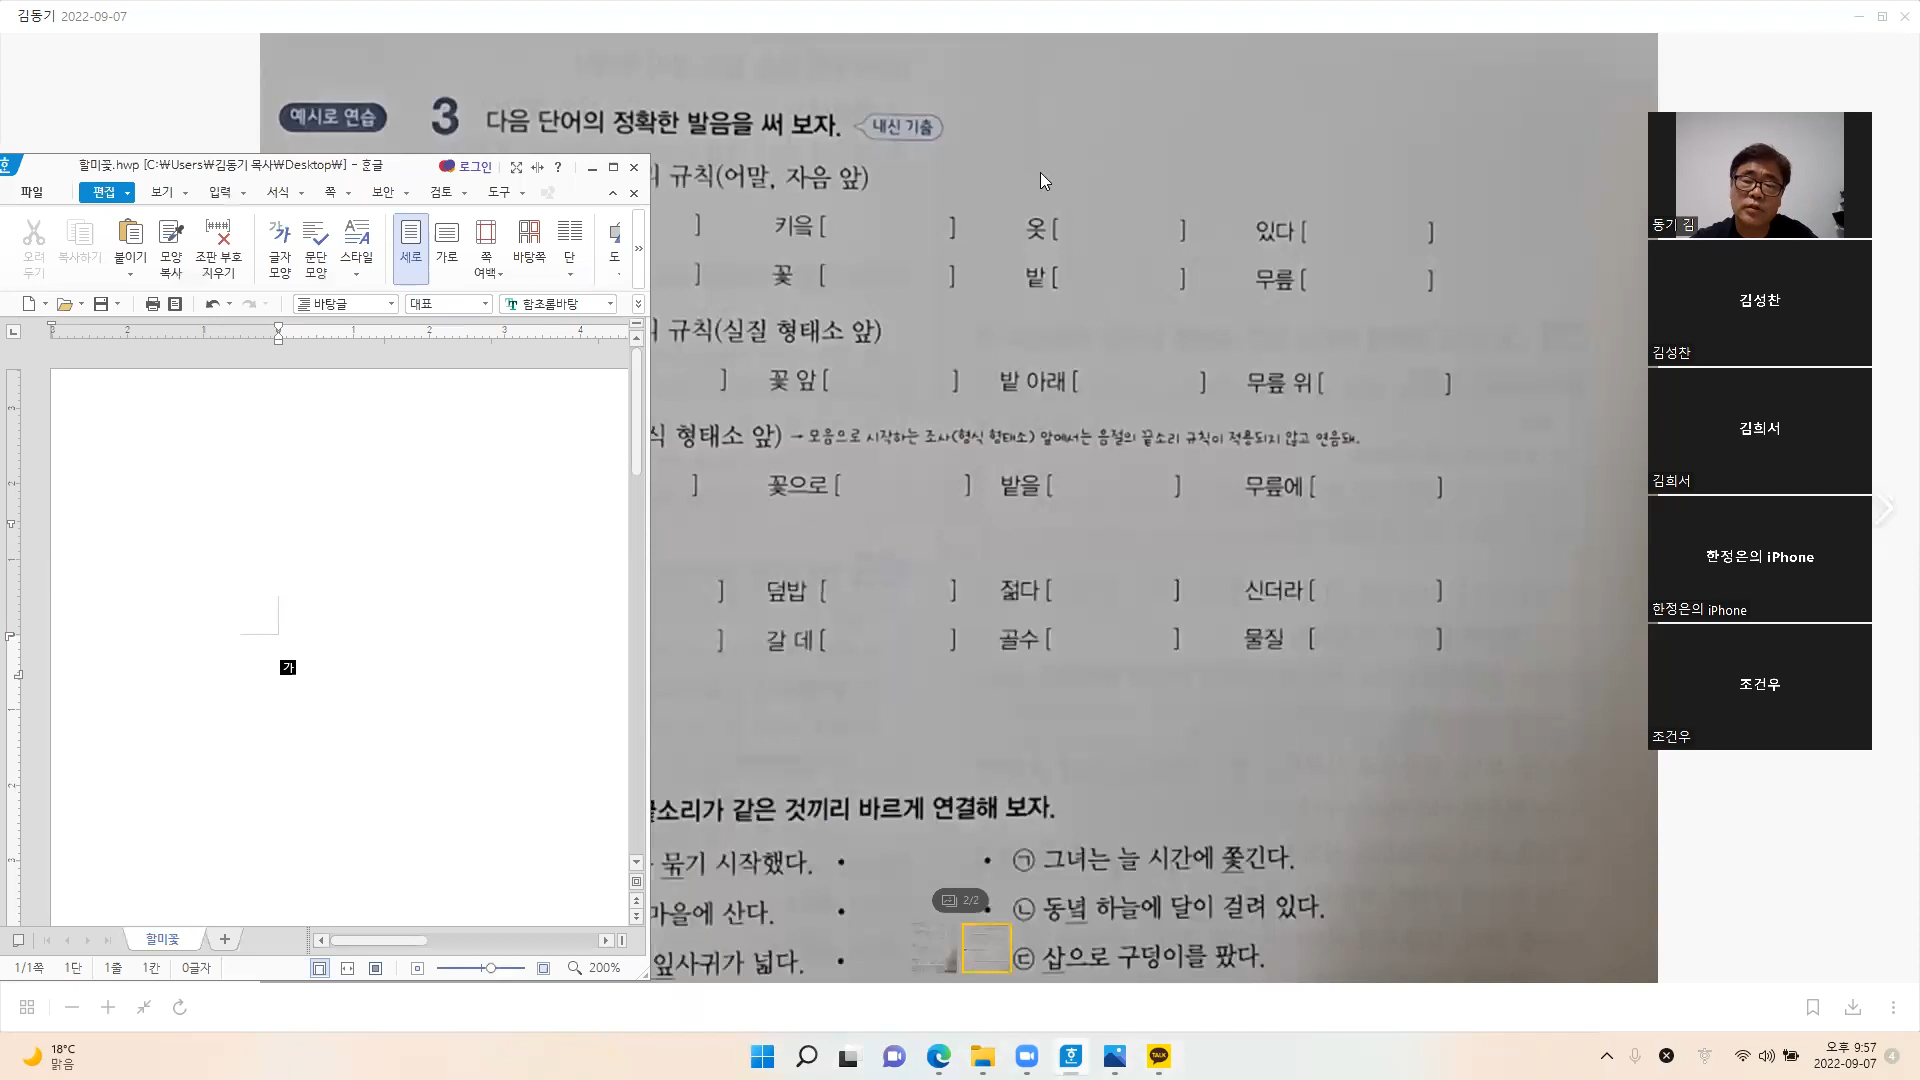 김동기 2022-09-07
예시로 연습 3 다음 단어의 정확한 발음을 써 보자. 내신 기출
할미꽃.hwp [C:\Users\김동기 목사\Desktop\] - 한글
로그인 ?
파일 편집 보기 입력 서식 쪽 보안 검토 도구
오려 두기 복사하기 붙이기 모양 복사 조판 부호 지우기 글자 모양 문단 모양 스타일 세로 가로 쪽 여백 바탕쪽 단 도
바탕글 대표 함초롬바탕
3 2 1 1 2 3 4
가
할미꽃
1/1쪽 1단 1줄 1칸 0글자 200%
의 규칙(어말, 자음 앞)
] 키읔 [ ] 옷 [ ] 있다 [ ]
] 꽃 [ ] 밭 [ ] 무릎 [ ]
의 규칙(실질 형태소 앞)
] 꽃 앞 [ ] 밭 아래 [ ] 무릎 위 [ ]
식 형태소 앞) → 모음으로 시작하는 조사(형식 형태소) 앞에서는 음절의 끝소리 규칙이 적용되지 않고 연음돼.
] 꽃으로 [ ] 밭을 [ ] 무릎에 [ ]
] 덮밥 [ ] 젊다 [ ] 신더라 [ ]
] 갈 데 [ ] 골수 [ ] 물질 [ ]
끝소리가 같은 것끼리 바르게 연결해 보자.
묶기 시작했다. • • ㉠ 그녀는 늘 시간에 쫓긴다.
마을에 산다. • • ㉡ 동녘 하늘에 달이 걸려 있다.
잎사귀가 넓다. • ㉢ 삽으로 구덩이를 팠다.
2/2
동기 김
김성찬
김성찬
김희서
김희서
한정은의 iPhone
한정은의 iPhone
조건우
조건우
18°C
맑음
TALK
오후 9:57
2022-09-07
4